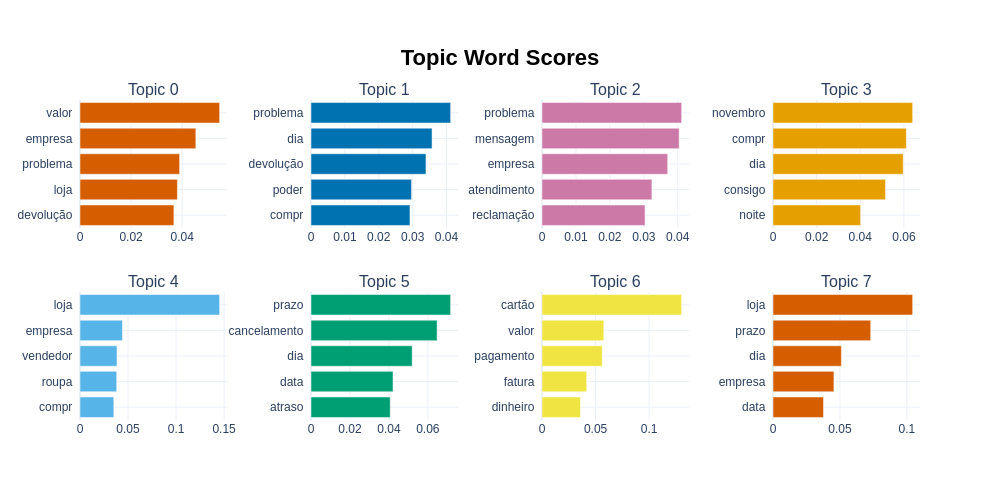 Topic Word Scores
Topic 0
valor
empresa
problema
loja
devolução
0 0.02 0.04
Topic 1
problema
dia
devolução
poder
compr
0 0.01 0.02 0.03 0.04
Topic 2
problema
mensagem
empresa
atendimento
reclamação
0 0.01 0.02 0.03 0.04
Topic 3
novembro
compr
dia
consigo
noite
0 0.02 0.04 0.06
Topic 4
loja
empresa
vendedor
roupa
compr
0 0.05 0.1 0.15
Topic 5
prazo
cancelamento
dia
data
atraso
0 0.02 0.04 0.06
Topic 6
cartão
valor
pagamento
fatura
dinheiro
0 0.05 0.1
Topic 7
loja
prazo
dia
empresa
data
0 0.05 0.1